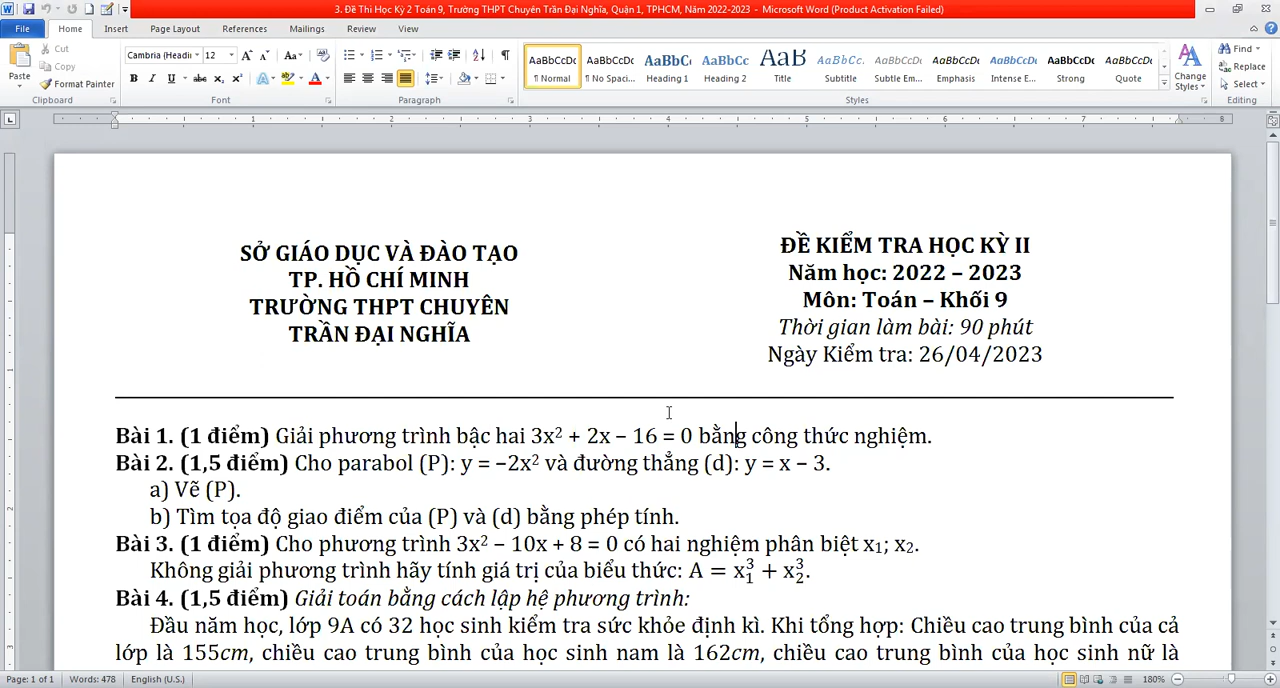 3. Đề Thi Học Kỳ 2 Toán 9, Trường THPT Chuyên Trần Đại Nghĩa, Quận 1, TPHCM, Năm 2022-2023 - Microsoft Word (Product Activation Failed)
File Home Insert Page Layout References Mailings Review View
Cut
Copy
Format Painter
Paste
Clipboard
Cambria (Headi 12
Font
Paragraph
AaBbCcDc AaBbCcDc AaBbC AaBbCc AaB AaBbCc. AaBbCcDc AaBbCcDc AaBbCcDc AaBbCcDc AaBbCcDc
¶ Normal ¶ No Spaci... Heading 1 Heading 2 Title Subtitle Subtle Em... Emphasis Intense E... Strong Quote
Styles
Change Styles
Find
Replace
Select
Editing
1 2 3 4 5 6 7 8
SỞ GIÁO DỤC VÀ ĐÀO TẠO
TP. HỒ CHÍ MINH
TRƯỜNG THPT CHUYÊN
TRẦN ĐẠI NGHĨA
ĐỀ KIỂM TRA HỌC KỲ II
Năm học: 2022 – 2023
Môn: Toán – Khối 9
Thời gian làm bài: 90 phút
Ngày Kiểm tra: 26/04/2023
Bài 1. (1 điểm) Giải phương trình bậc hai 3x² + 2x – 16 = 0 bằng công thức nghiệm.
Bài 2. (1,5 điểm) Cho parabol (P): y = –2x² và đường thẳng (d): y = x – 3.
a) Vẽ (P).
b) Tìm tọa độ giao điểm của (P) và (d) bằng phép tính.
Bài 3. (1 điểm) Cho phương trình 3x² – 10x + 8 = 0 có hai nghiệm phân biệt x₁; x₂.
Không giải phương trình hãy tính giá trị của biểu thức: A = x₁³ + x₂³.
Bài 4. (1,5 điểm) Giải toán bằng cách lập hệ phương trình:
Đầu năm học, lớp 9A có 32 học sinh kiểm tra sức khỏe định kì. Khi tổng hợp: Chiều cao trung bình của cả
lớp là 155cm, chiều cao trung bình của học sinh nam là 162cm, chiều cao trung bình của học sinh nữ là
Page: 1 of 1 Words: 478 English (U.S.) 180%